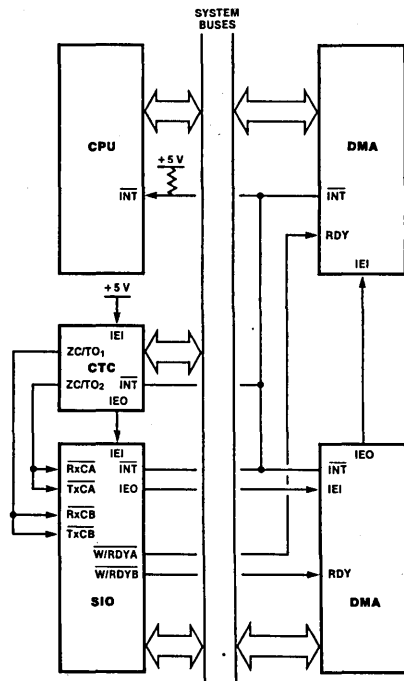 SYSTEM
BUSES
CPU
+5 V
INT
DMA
INT
RDY
IEI
+5 V
IEI
ZC/TO1
CTC
ZC/TO2
INT
IEO
IEI
RxCA
INT
TxCA
IEO
RxCB
TxCB
W/RDYA
W/RDYB
SIO
IEO
INT
IEI
RDY
DMA